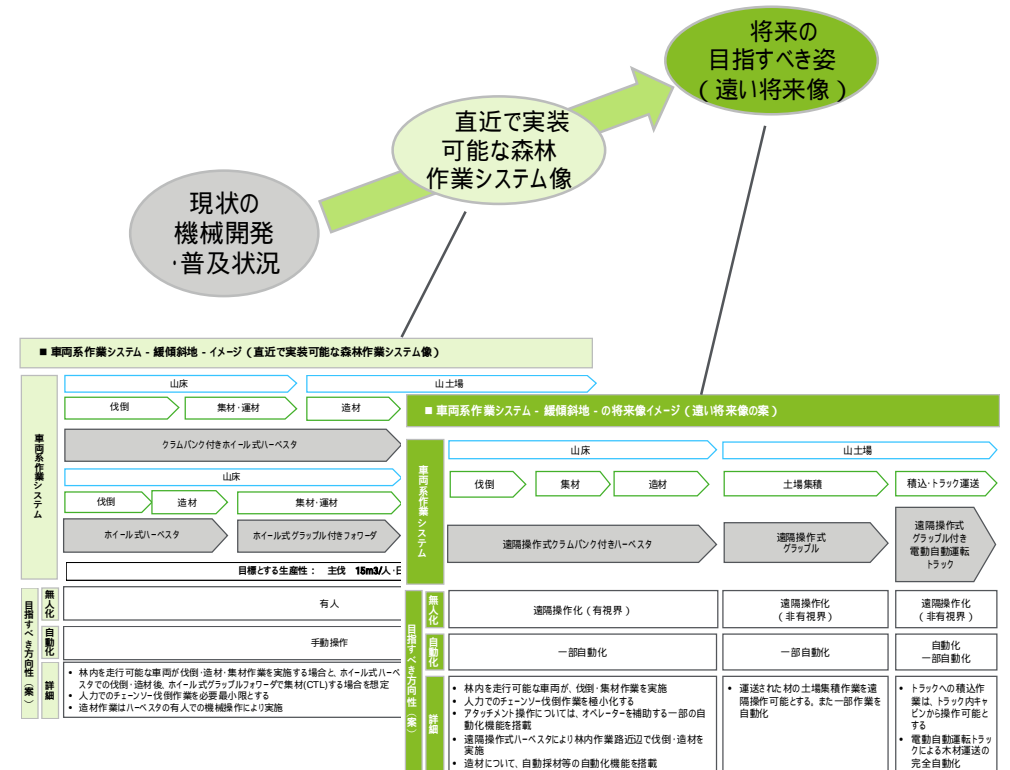 将来の
目指すべき姿
(遠い将来像)
直近で実装
可能な森林
作業システム像
現状の
機械開発
・普及状況
■ 車両系作業システム - 緩傾斜地 - イメージ(直近で実装可能な森林作業システム像)
車両系作業システム
山床
山土場
伐倒
集材・運材
造材
クラムバンク付きホイール式ハーベスタ
山床
伐倒
造材
集材・運材
ホイール式ハーベスタ
ホイール式グラップル付きフォワーダ
目標とする生産性: 主伐 15m3/人・日
目指すべき方向性(案)
無人化
有人
自動化
手動操作
詳細
• 林内を走行可能な車両が伐倒・造材・集材作業を実施する場合と、ホイール式ハーベ
スタでの伐倒・造材後、ホイール式グラップルフォワーダで集材(CTL)する場合を想定
• 人力でのチェーンソー伐倒作業を必要最小限とする
• 造材作業はハーベスタの有人での機械操作により実施
■ 車両系作業システム - 緩傾斜地 - の将来像イメージ(遠い将来像の案)
車両系作業システム
山床
山土場
伐倒
集材
造材
土場集積
積込・トラック運送
遠隔操作式クラムバンク付きハーベスタ
遠隔操作式
グラップル
遠隔操作式
グラップル付き
電動自動運転
トラック
目指すべき方向性(案)
無人化
遠隔操作化(有視界)
遠隔操作化
(非有視界)
遠隔操作化
(非有視界)
自動化
一部自動化
一部自動化
自動化
一部自動化
詳細
• 林内を走行可能な車両が、伐倒・集材作業を実施
• 人力でのチェーンソー伐倒作業を極小化する
• アタッチメント操作については、オペレーターを補助する一部の自
動化機能を搭載
• 遠隔操作式ハーベスタにより林内作業路近辺で伐倒・造材を
実施
• 造材について、自動採材等の自動化機能を搭載
• 運送された材の土場集積作業を遠
隔操作可能とする。また一部作業を
自動化
• トラックへの積込作
業は、トラック内キャ
ビンから操作可能と
する
• 電動自動運転トラッ
クによる木材運送の
完全自動化